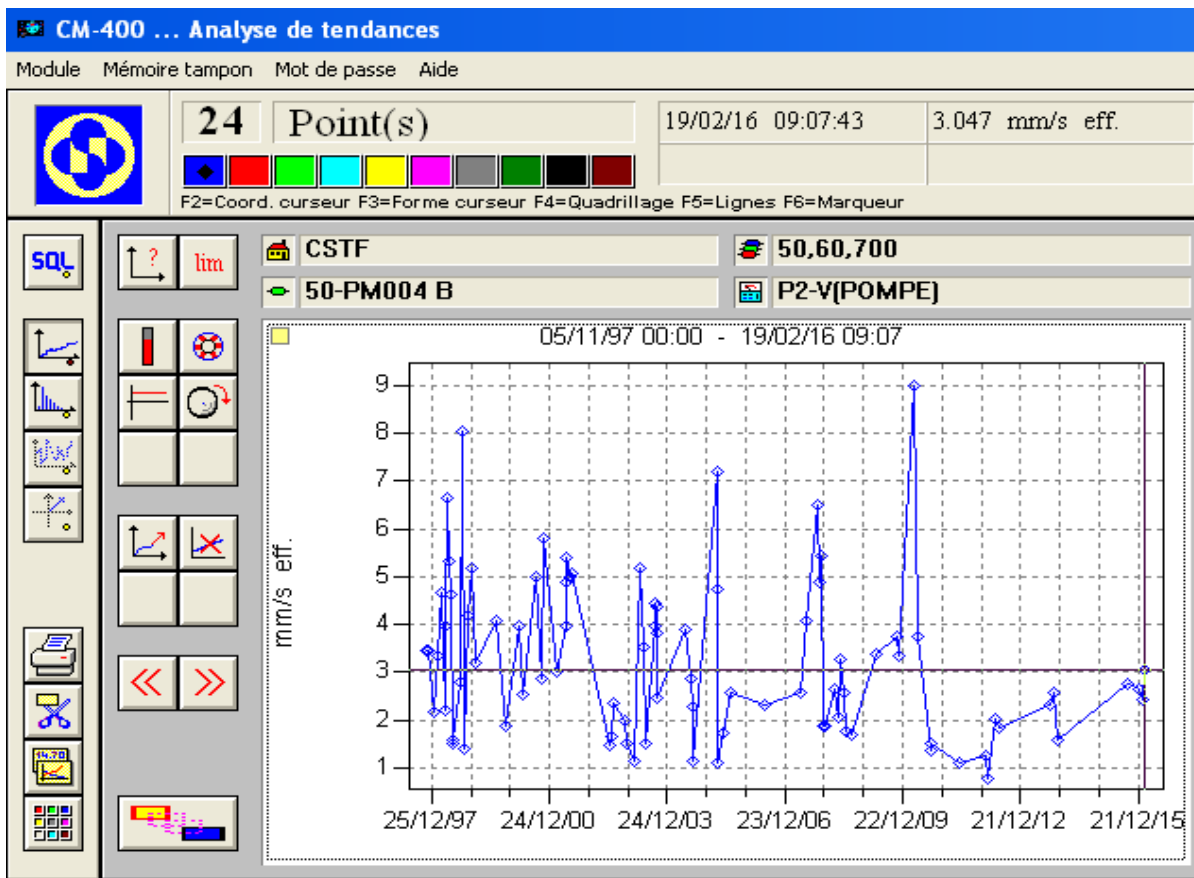 CM-400 ... Analyse de tendances
Module Mémoire tampon Mot de passe Aide
24 Point(s) 19/02/16 09:07:43 3.047 mm/s eff.
F2=Coord. curseur F3=Forme curseur F4=Quadrillage F5=Lignes F6=Marqueur
SQL ? lim CSTF 50,60,700
50-PM004 B P2-V(POMPE)
05/11/97 00:00 - 19/02/16 09:07
9
8
7
6
5
4
3
2
1
mm/s eff.
14.70
25/12/97 24/12/00 24/12/03 23/12/06 22/12/09 21/12/12 21/12/15